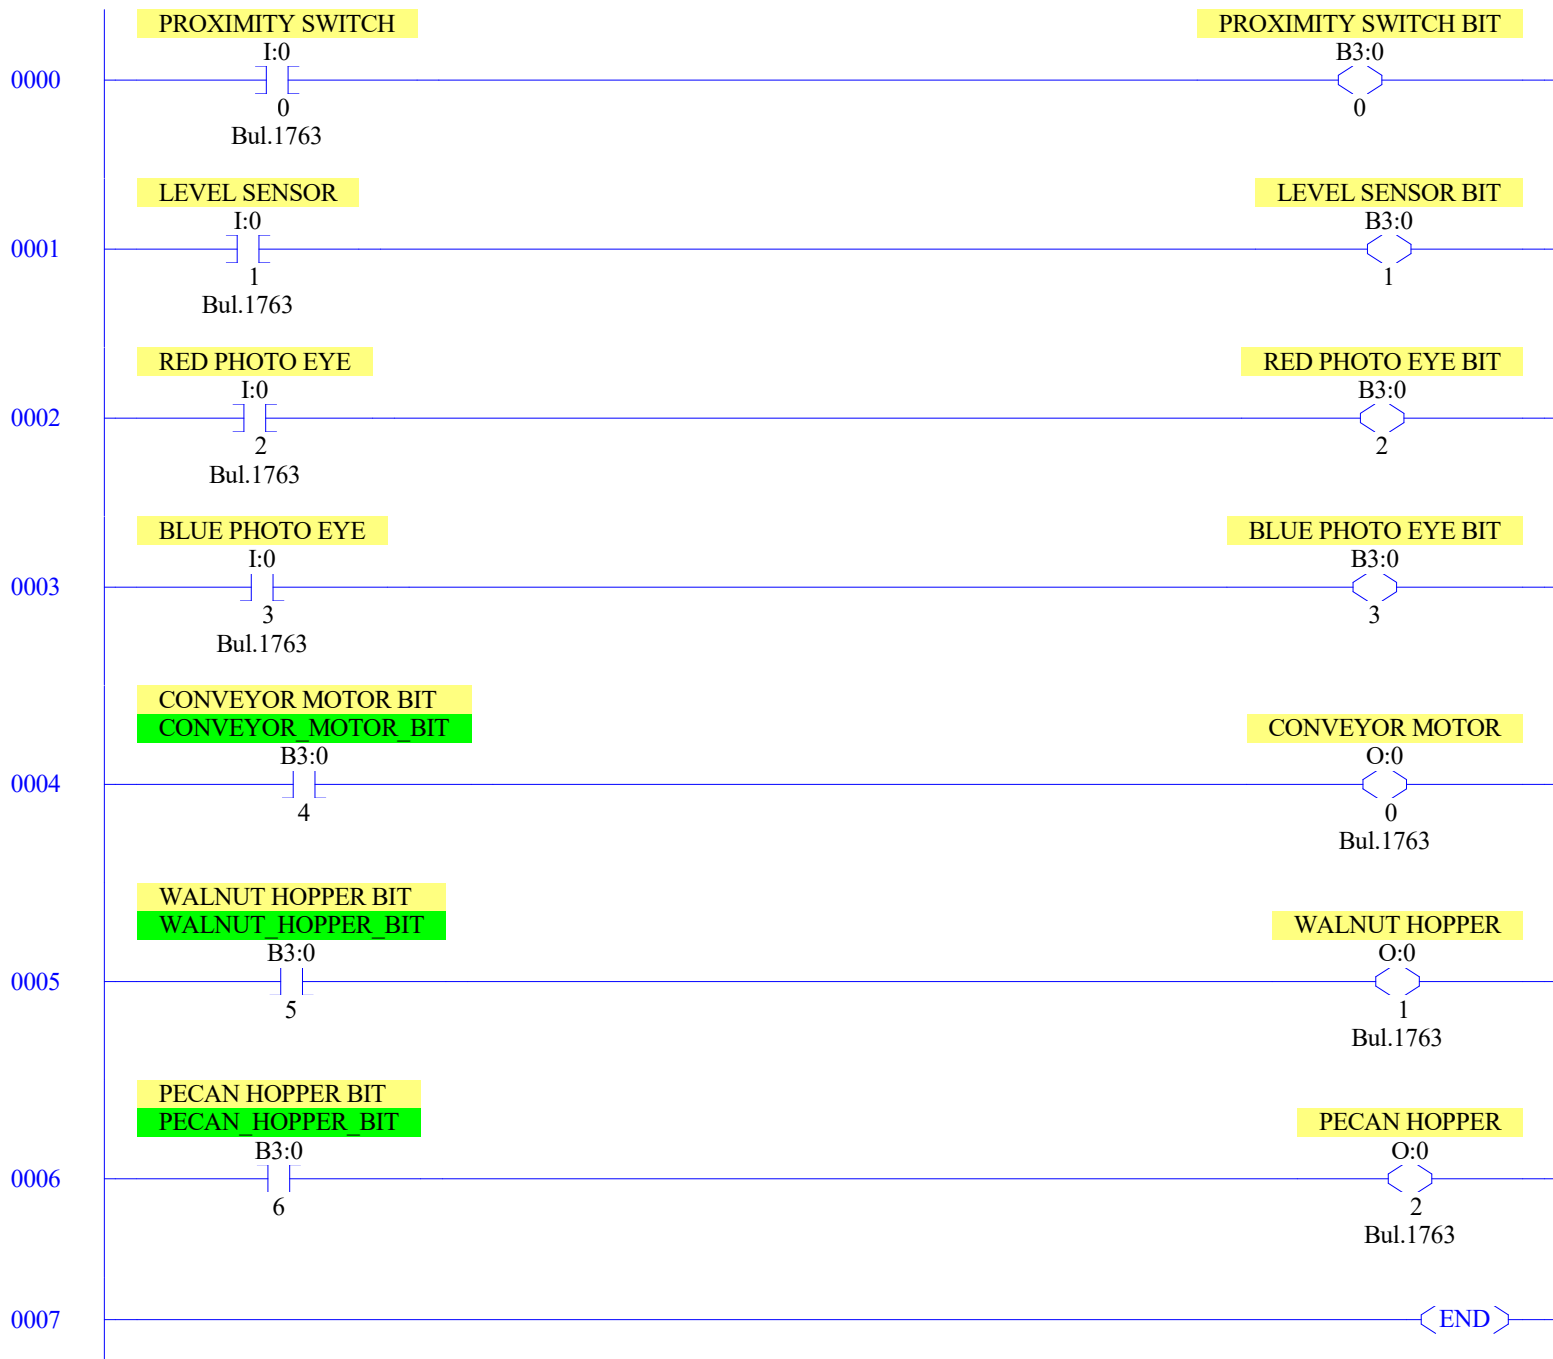 PROXIMITY SWITCH PROXIMITY SWITCH BIT
I:0 B3:0
0000
0 0
Bul.1763
LEVEL SENSOR LEVEL SENSOR BIT
I:0 B3:0
0001
1 1
Bul.1763
RED PHOTO EYE RED PHOTO EYE BIT
I:0 B3:0
0002
2 2
Bul.1763
BLUE PHOTO EYE BLUE PHOTO EYE BIT
I:0 B3:0
0003
3 3
Bul.1763
CONVEYOR MOTOR BIT
CONVEYOR_MOTOR_BIT CONVEYOR MOTOR
B3:0 O:0
0004
4 0
Bul.1763
WALNUT HOPPER BIT
WALNUT_HOPPER_BIT WALNUT HOPPER
B3:0 O:0
0005
5 1
Bul.1763
PECAN HOPPER BIT
PECAN_HOPPER_BIT PECAN HOPPER
B3:0 O:0
0006
6 2
Bul.1763
0007 END